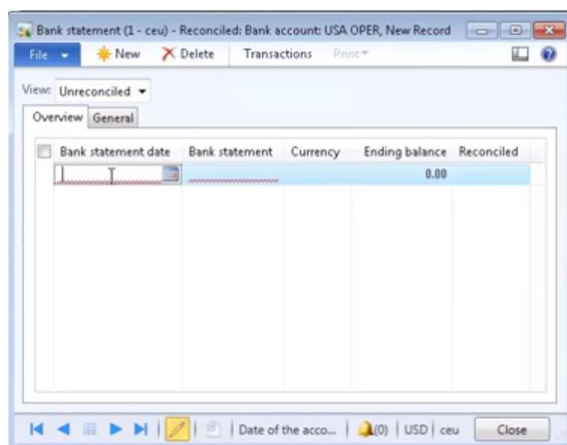 Bank statement (1 - ceu) - Reconciled: Bank account: USA OPER, New Record
File New Delete Transactions Print
View: Unreconciled
Overview General
Bank statement date Bank statement Currency Ending balance Reconciled
0.00
Date of the acco... (0) USD ceu Close